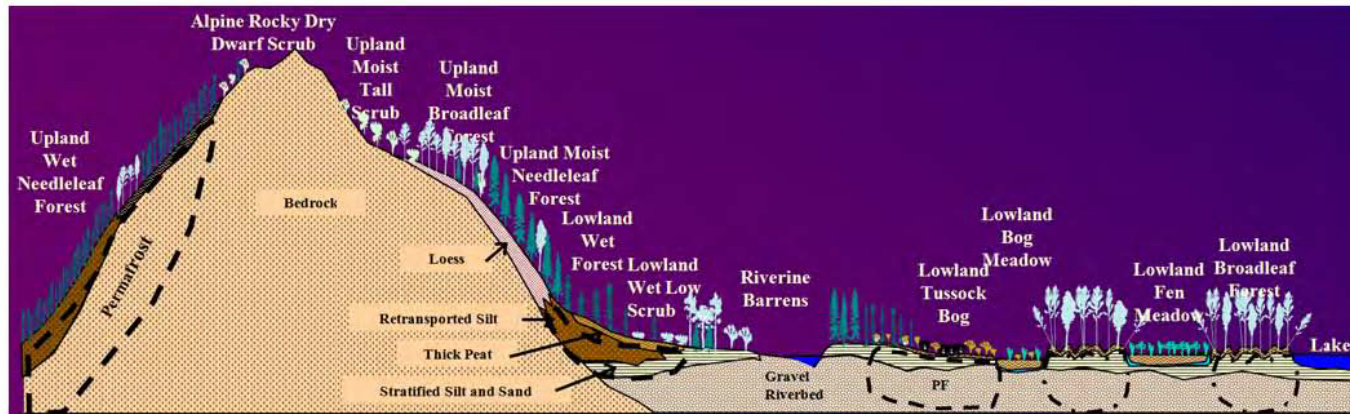 Alpine Rocky Dry
Dwarf Scrub
Upland
Moist
Tall
Scrub
Upland
Moist
Broadleaf
Forest
Upland
Wet
Needleleaf
Forest
Upland Moist
Needleleaf
Forest
Lowland
Wet
Forest
Lowland
Wet Low
Scrub
Riverine
Barrens
Lowland
Tussock
Bog
Lowland
Bog
Meadow
Lowland
Fen
Meadow
Lowland
Broadleaf
Forest
Lake
Permafrost
Bedrock
Loess
Retransported Silt
Thick Peat
Stratified Silt and Sand
Gravel
Riverbed
PF